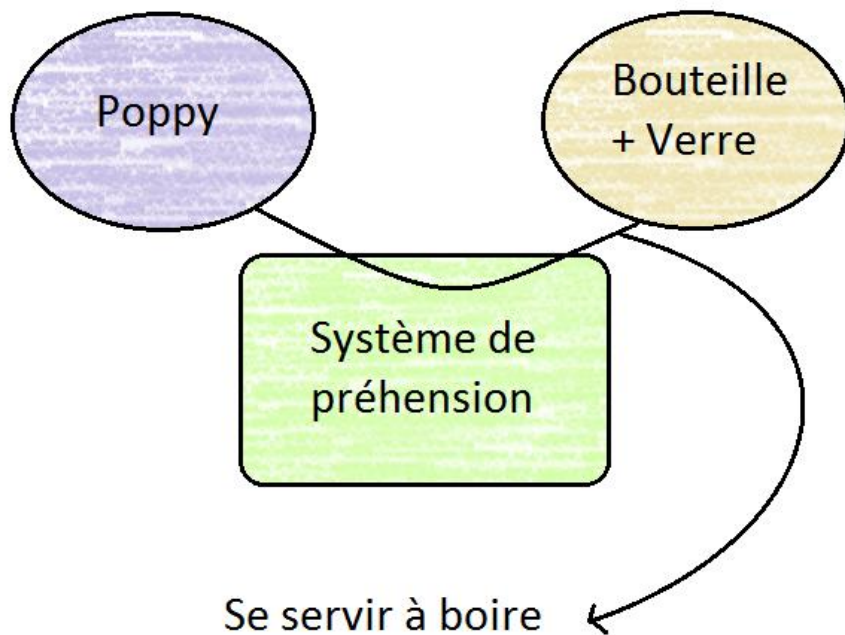 Poppy
Bouteille
+ Verre
Système de
préhension
Se servir à boire